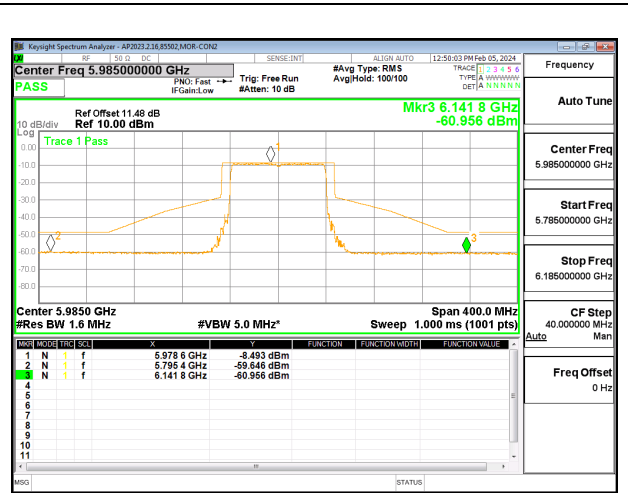 Keysight Spectrum Analyzer - AP2023.2.16,85502,MOR-CON2
RF 50 Ω DC SENSE:INT ALIGN AUTO 12:50:03 PM Feb 05, 2024
Center Freq 5.985000000 GHz
PASS
PNO: Fast
IFGain:Low
Trig: Free Run
#Atten: 10 dB
#Avg Type: RMS
Avg|Hold: 100/100
TRACE 1 2 3 4 5 6
TYPE A WWWWW
DET A N N N N N
Ref Offset 11.48 dB
10 dB/div Ref 10.00 dBm
Mkr3 6.141 8 GHz
-60.956 dBm
Log
Trace 1 Pass
0.00
-10.0
-20.0
-30.0
-40.0
-50.0
-60.0
-70.0
-80.0
1
2
3
Center 5.9850 GHz Span 400.0 MHz
#Res BW 1.6 MHz #VBW 5.0 MHz* Sweep 1.000 ms (1001 pts)
MKR MODE TRC SCL X Y FUNCTION FUNCTION WIDTH FUNCTION VALUE
1 N 1 f 5.978 6 GHz -8.493 dBm
2 N 1 f 5.795 4 GHz -59.646 dBm
3 N 1 f 6.141 8 GHz -60.956 dBm
4
5
6
7
8
9
10
11
MSG STATUS
Frequency
Auto Tune
Center Freq
5.985000000 GHz
Start Freq
5.785000000 GHz
Stop Freq
6.185000000 GHz
CF Step
40.000000 MHz
Auto Man
Freq Offset
0 Hz